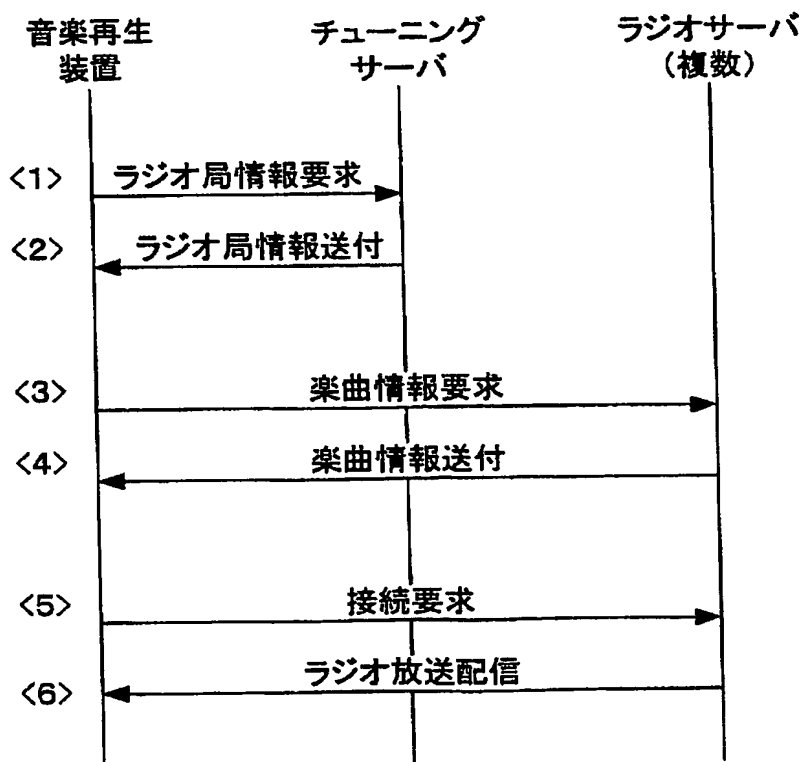 音楽再生
装置
チューニング
サーバ
ラジオサーバ
(複数)
<1> ラジオ局情報要求
<2> ラジオ局情報送付
<3> 楽曲情報要求
<4> 楽曲情報送付
<5> 接続要求
<6> ラジオ放送配信